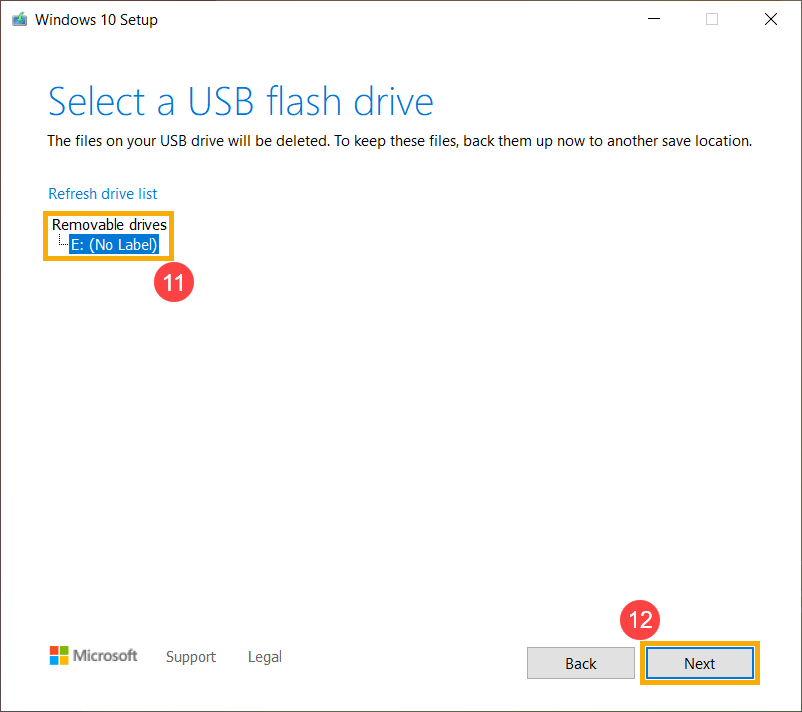 Windows 10 Setup
Select a USB flash drive
The files on your USB drive will be deleted. To keep these files, back them up now to another save location.
Refresh drive list
Removable drives
E: (No Label)
11
12
Microsoft Support Legal Back Next